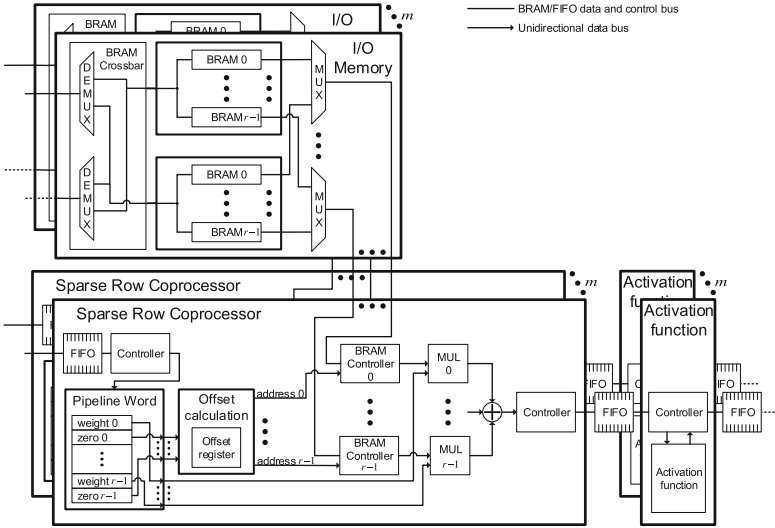 BRAM/FIFO data and control bus
Unidirectional data bus
BRAM
BRAM 0
I/O
m
BRAM
Crossbar
I/O
Memory
DEMUX
BRAM 0
BRAM r−1
MUX
DEMUX
BRAM 0
BRAM r−1
MUX
Sparse Row Coprocessor
m
Sparse Row Coprocessor
FIFO
Controller
Pipeline Word
weight 0
zero 0
weight r−1
zero r−1
Offset
calculation
Offset
register
address 0
address r−1
BRAM
Controller
0
BRAM
Controller
r−1
MUL
0
MUL
r−1
Controller
FIFO
FIFO
m
Activation
Activation
function
Controller
Activation
function
FIFO
FIFO